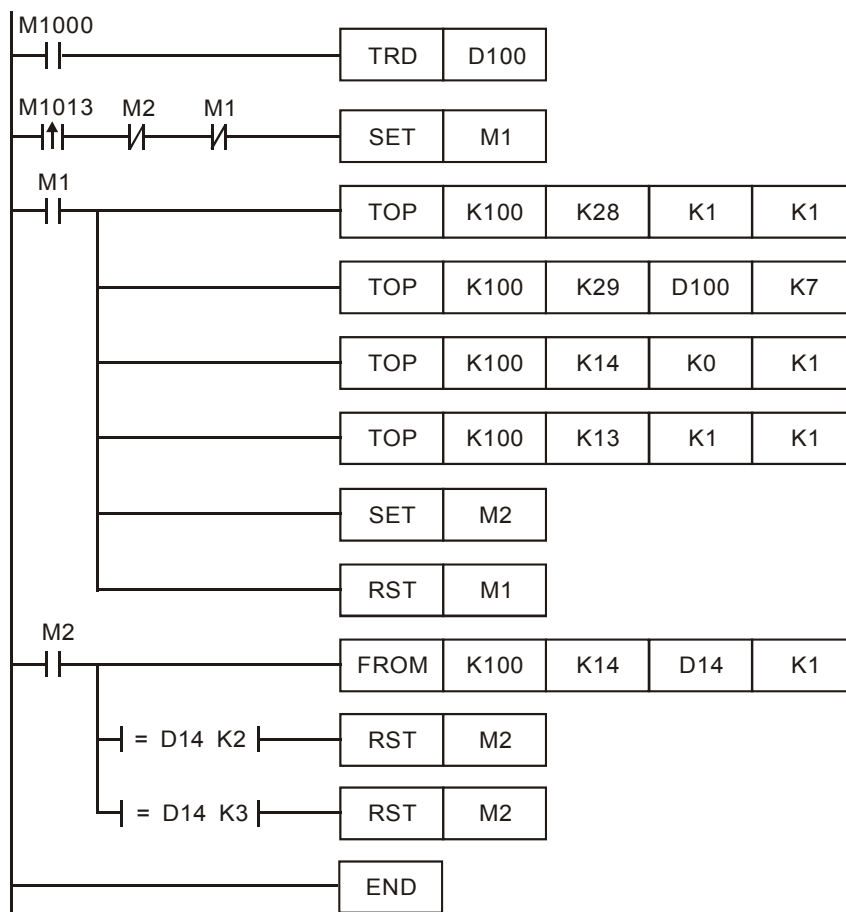 M1000
TRD D100
M1013 M2 M1
SET M1
M1
TOP K100 K28 K1 K1
TOP K100 K29 D100 K7
TOP K100 K14 K0 K1
TOP K100 K13 K1 K1
SET M2
RST M1
M2
FROM K100 K14 D14 K1
= D14 K2 RST M2
= D14 K3 RST M2
END